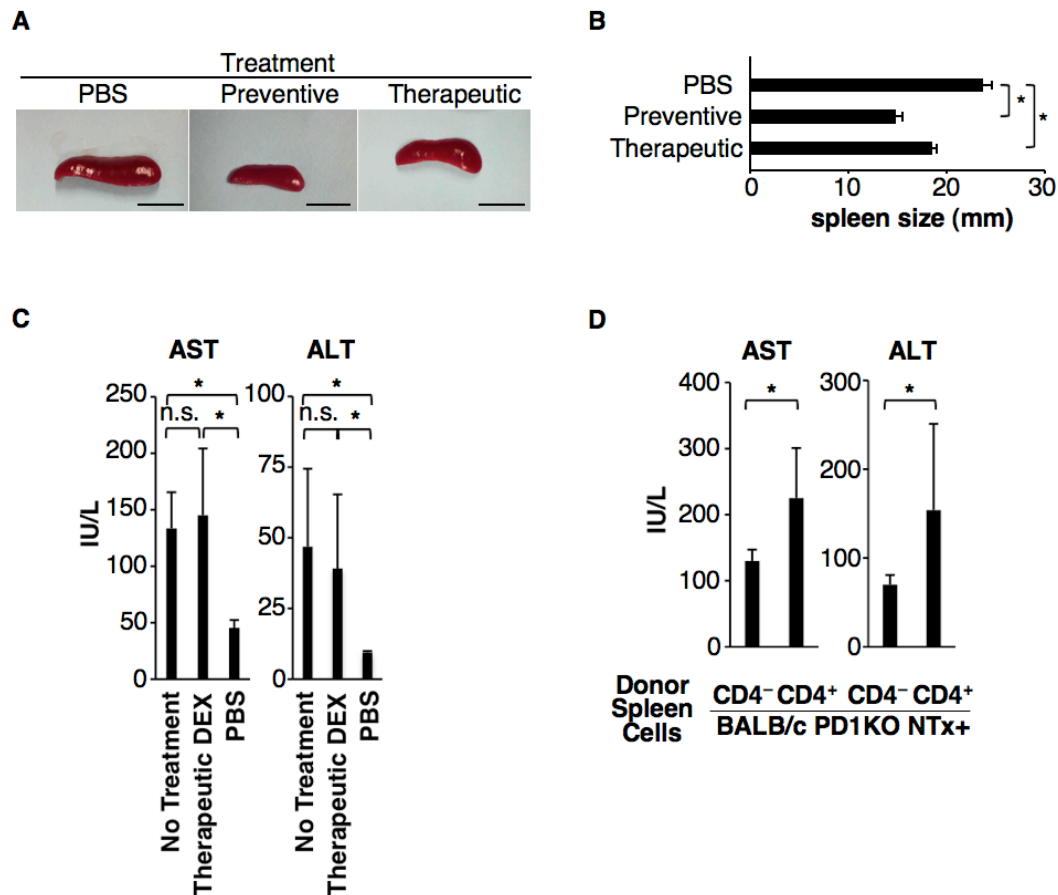 A
Treatment
PBS Preventive Therapeutic
B
PBS
Preventive
Therapeutic
*
*
0 10 20 30
spleen size (mm)
C
AST
ALT
IU/L
250
200
150
100
50
0
*
n.s.
*
100
75
50
25
0
*
n.s.
*
No Treatment
Therapeutic DEX
PBS
No Treatment
Therapeutic DEX
PBS
D
AST
ALT
IU/L
400
300
200
100
0
*
300
200
100
0
*
Donor
Spleen
Cells
CD4⁻ CD4⁺ CD4⁻ CD4⁺
BALB/c PD1KO NTx+